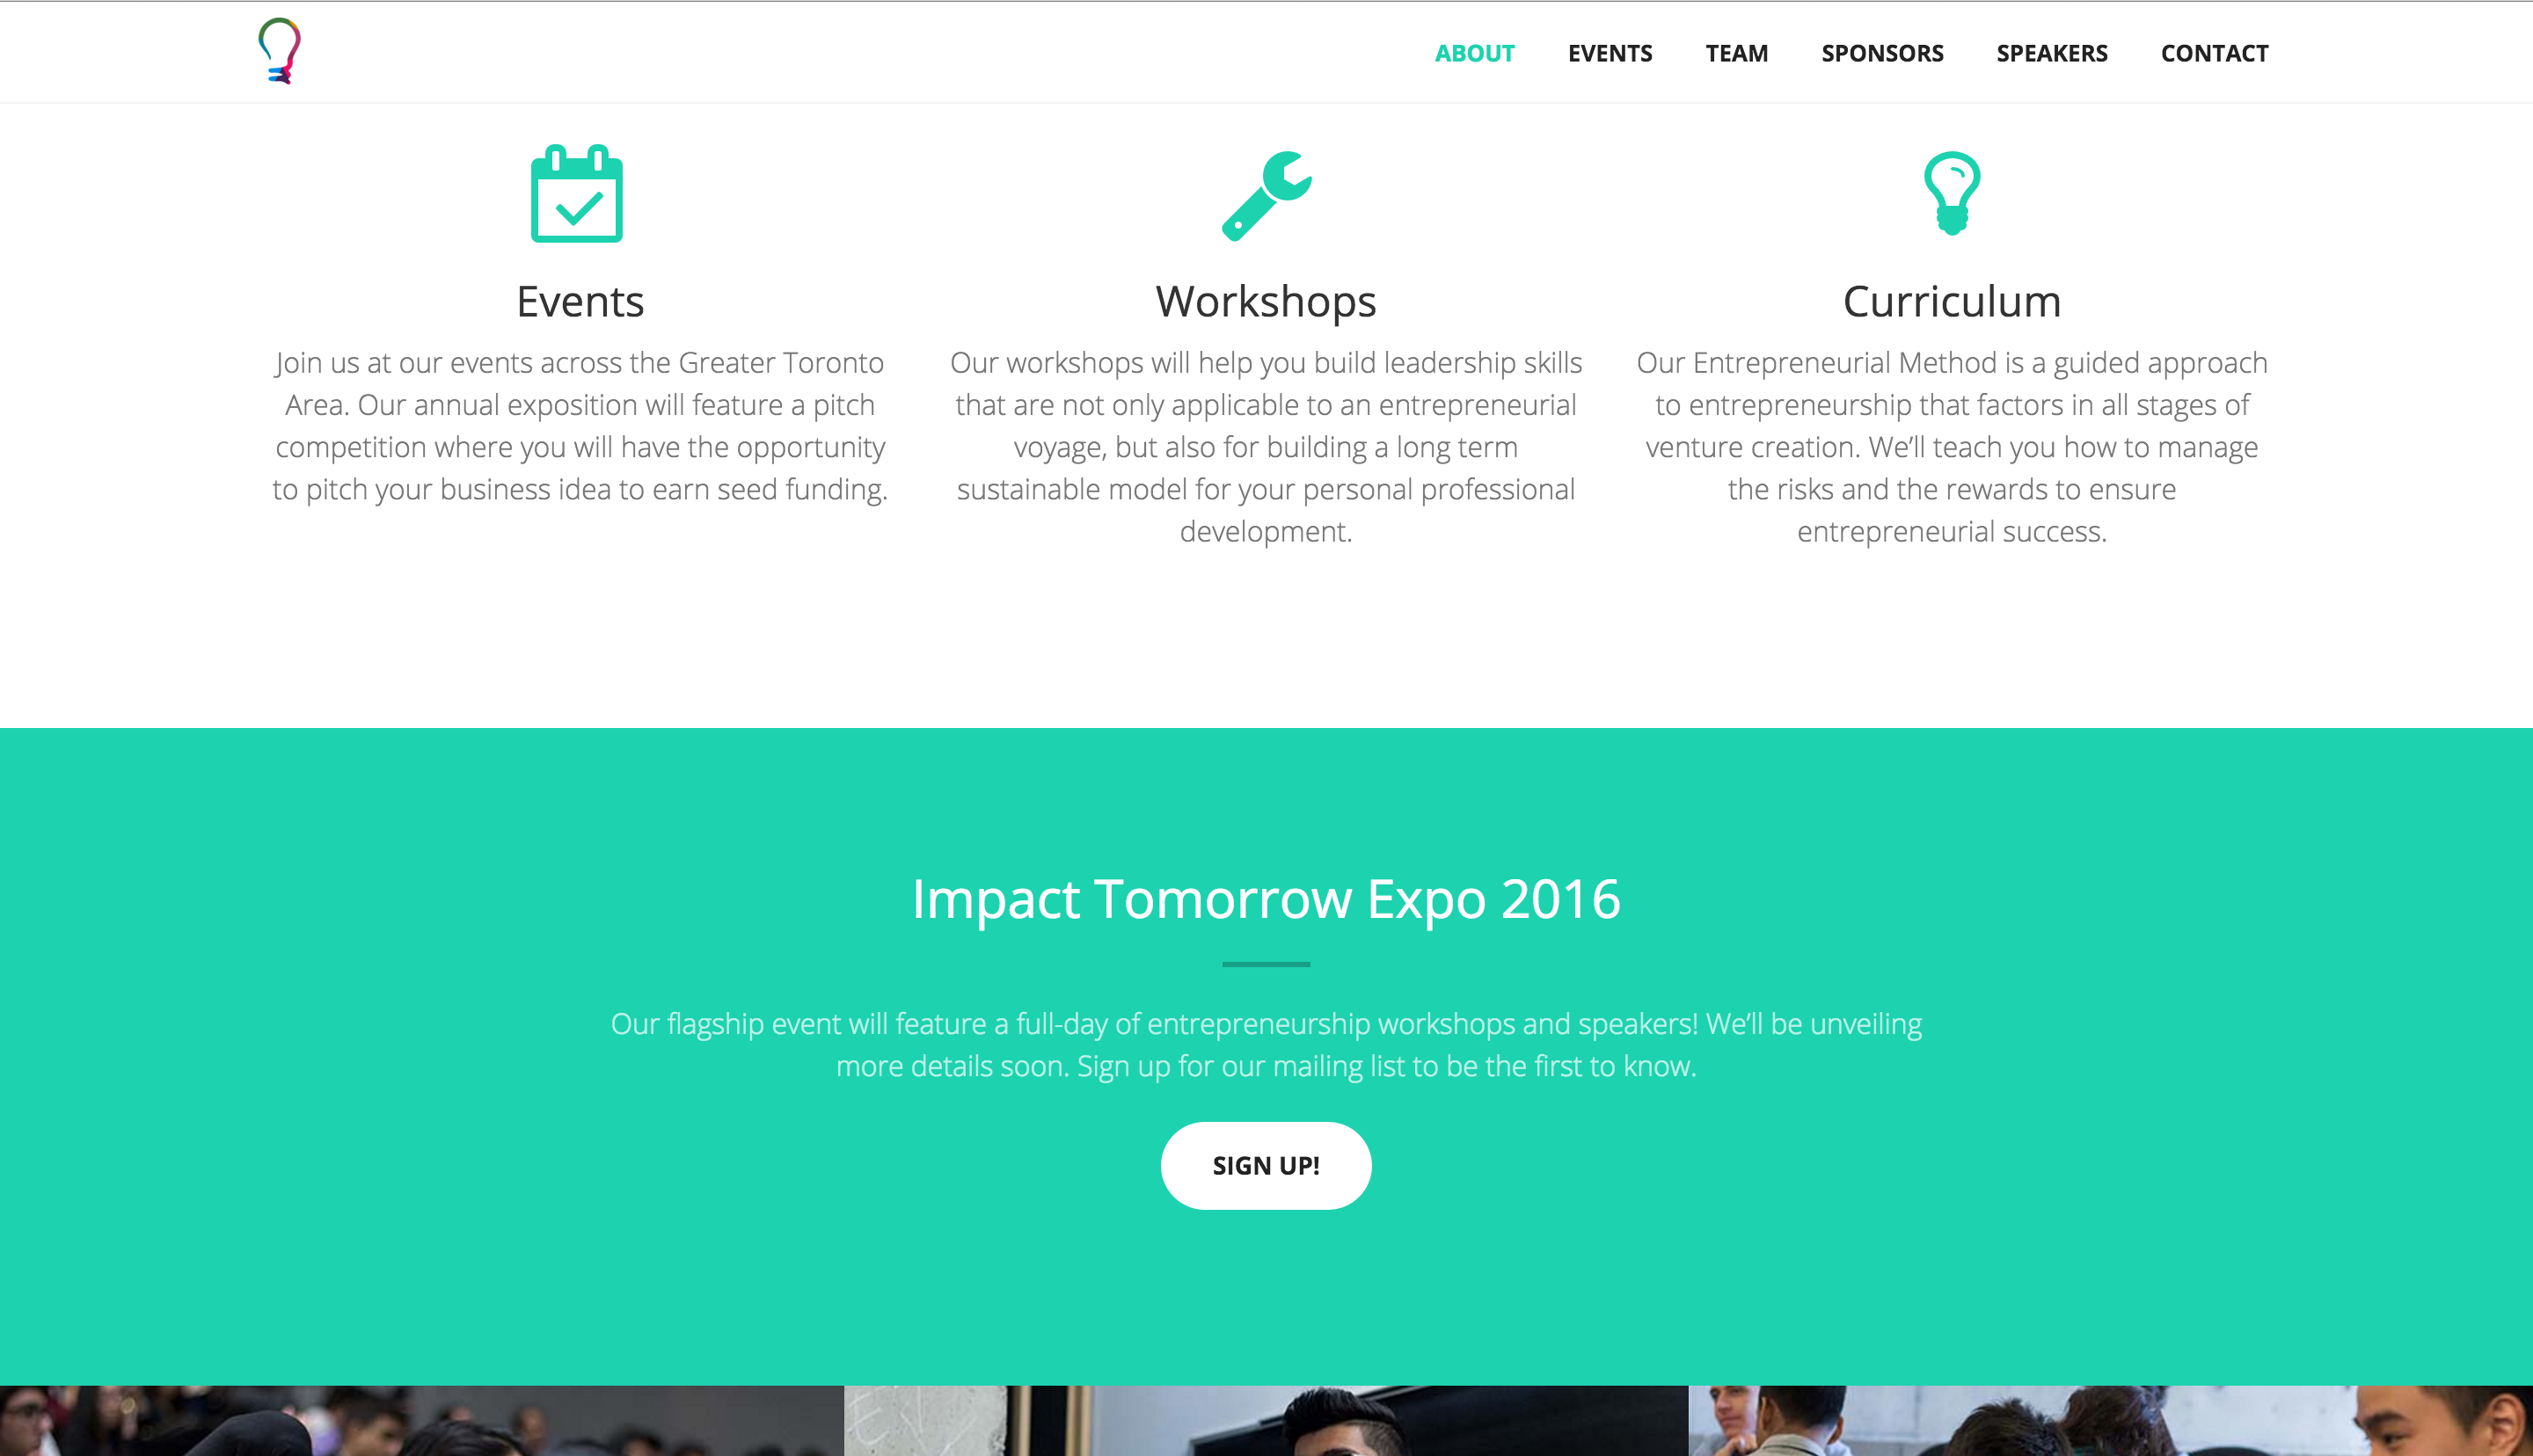 ABOUT EVENTS TEAM SPONSORS SPEAKERS CONTACT
Events
Join us at our events across the Greater Toronto
Area. Our annual exposition will feature a pitch
competition where you will have the opportunity
to pitch your business idea to earn seed funding.
Workshops
Our workshops will help you build leadership skills
that are not only applicable to an entrepreneurial
voyage, but also for building a long term
sustainable model for your personal professional
development.
Curriculum
Our Entrepreneurial Method is a guided approach
to entrepreneurship that factors in all stages of
venture creation. We’ll teach you how to manage
the risks and the rewards to ensure
entrepreneurial success.
Impact Tomorrow Expo 2016
Our flagship event will feature a full-day of entrepreneurship workshops and speakers! We’ll be unveiling
more details soon. Sign up for our mailing list to be the first to know.
SIGN UP!